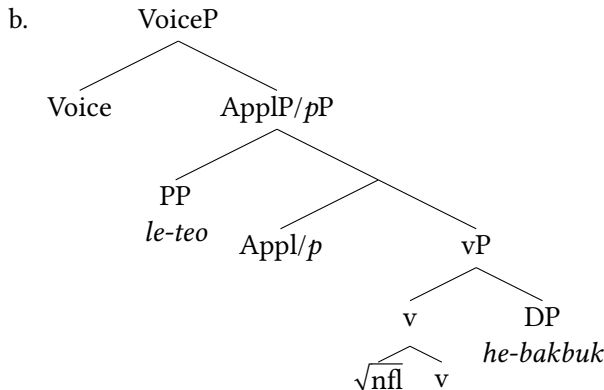 b.
VoiceP
Voice ApplP/pP
PP
le-teo
Appl/p vP
v DP
he-bakbuk
√nfl v